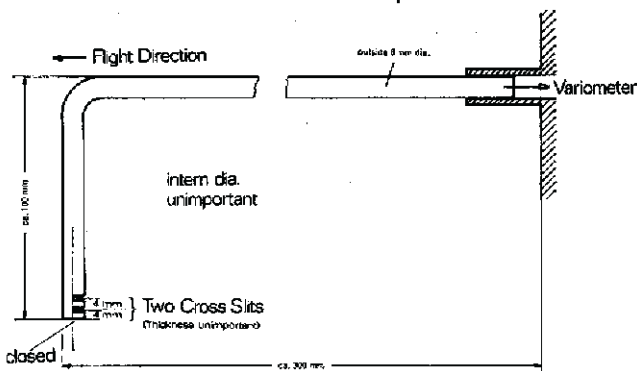 Flight Direction
outside 8 mm dia.
Variometer
ca. 100 mm
intern dia.
unimportant
4 mm
4 mm
Two Cross Slits
(Thickness unimportant)
closed
ca. 300 mm